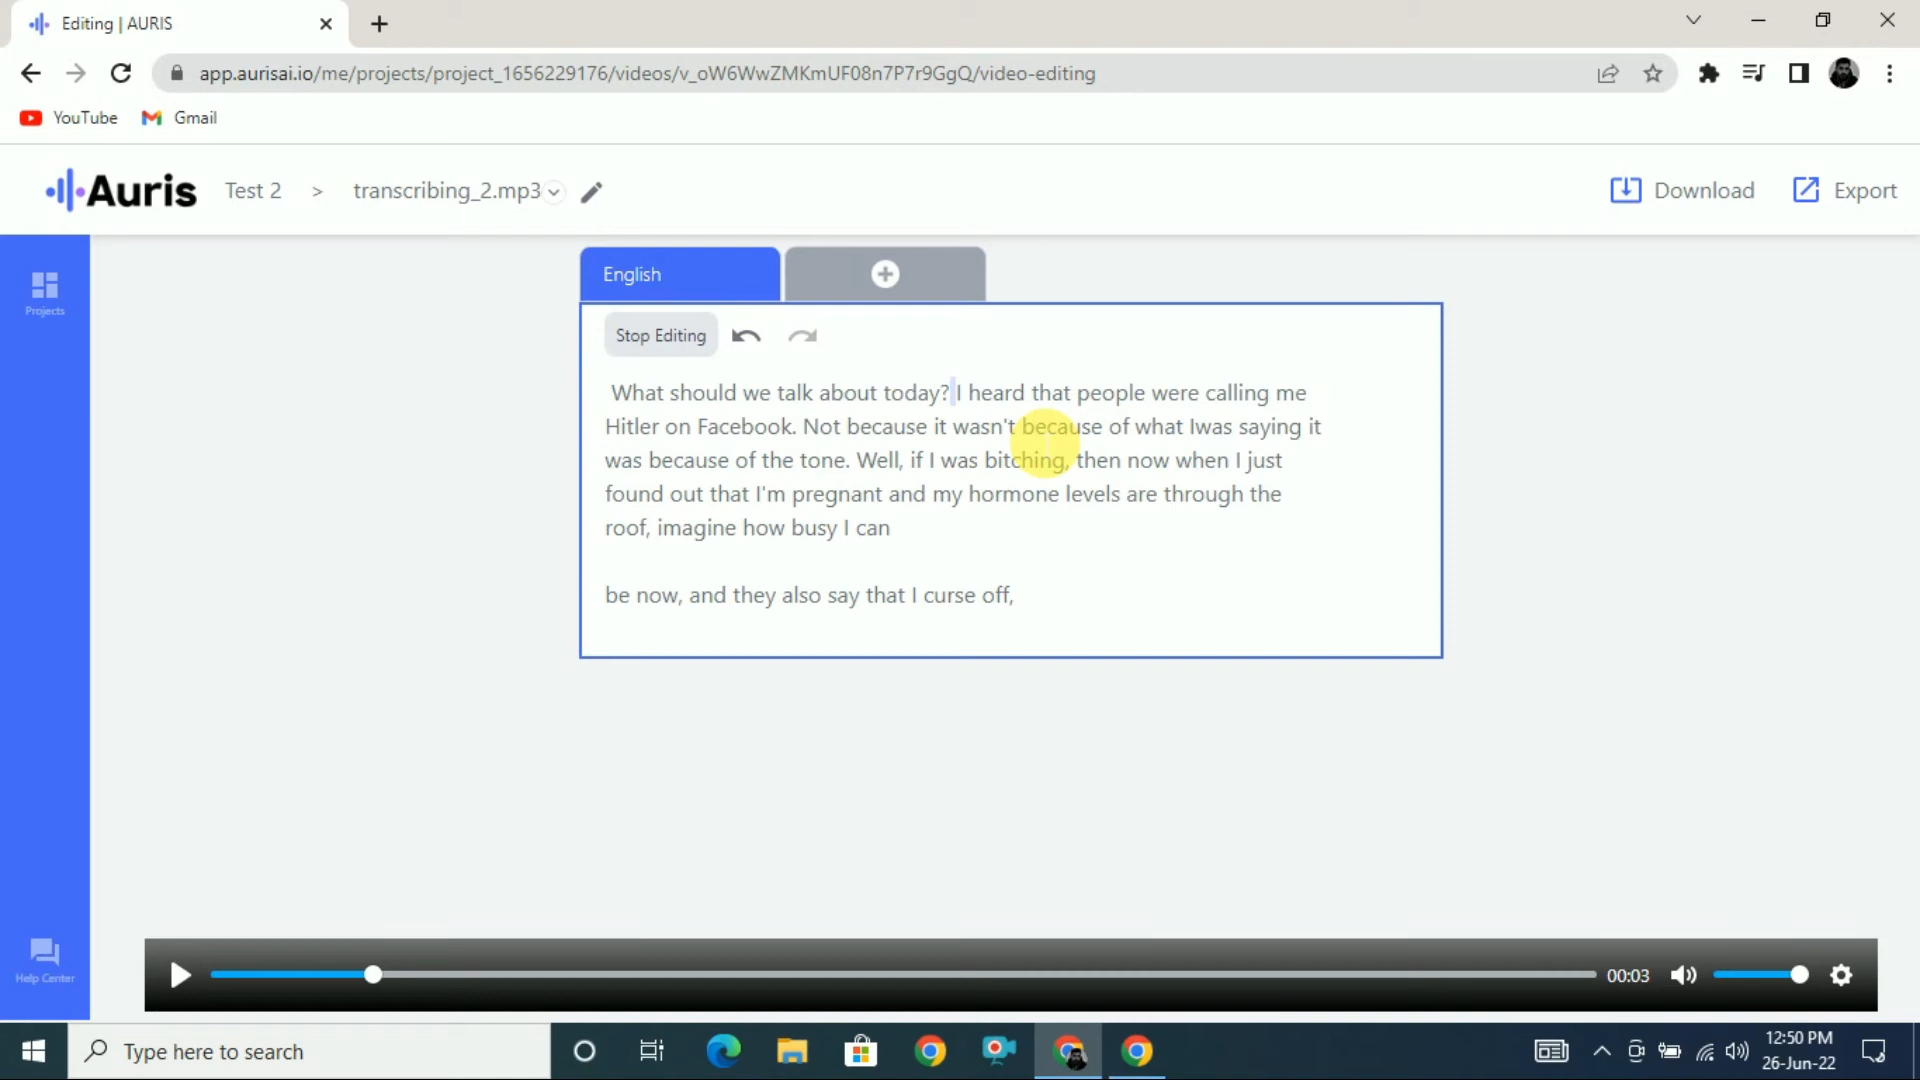 Editing | AURIS
app.aurisai.io/me/projects/project_1656229176/videos/v_oW6WwZMKmUF08n7P7r9GgQ/video-editing
YouTube Gmail
Auris Test 2 > transcribing_2.mp3 Download Export
Projects
English
Stop Editing
What should we talk about today? I heard that people were calling me
Hitler on Facebook. Not because it wasn't because of what Iwas saying it
was because of the tone. Well, if I was bitching, then now when I just
found out that I'm pregnant and my hormone levels are through the
roof, imagine how busy I can
be now, and they also say that I curse off,
Help Center
00:03
Type here to search
12:50 PM
26-Jun-22